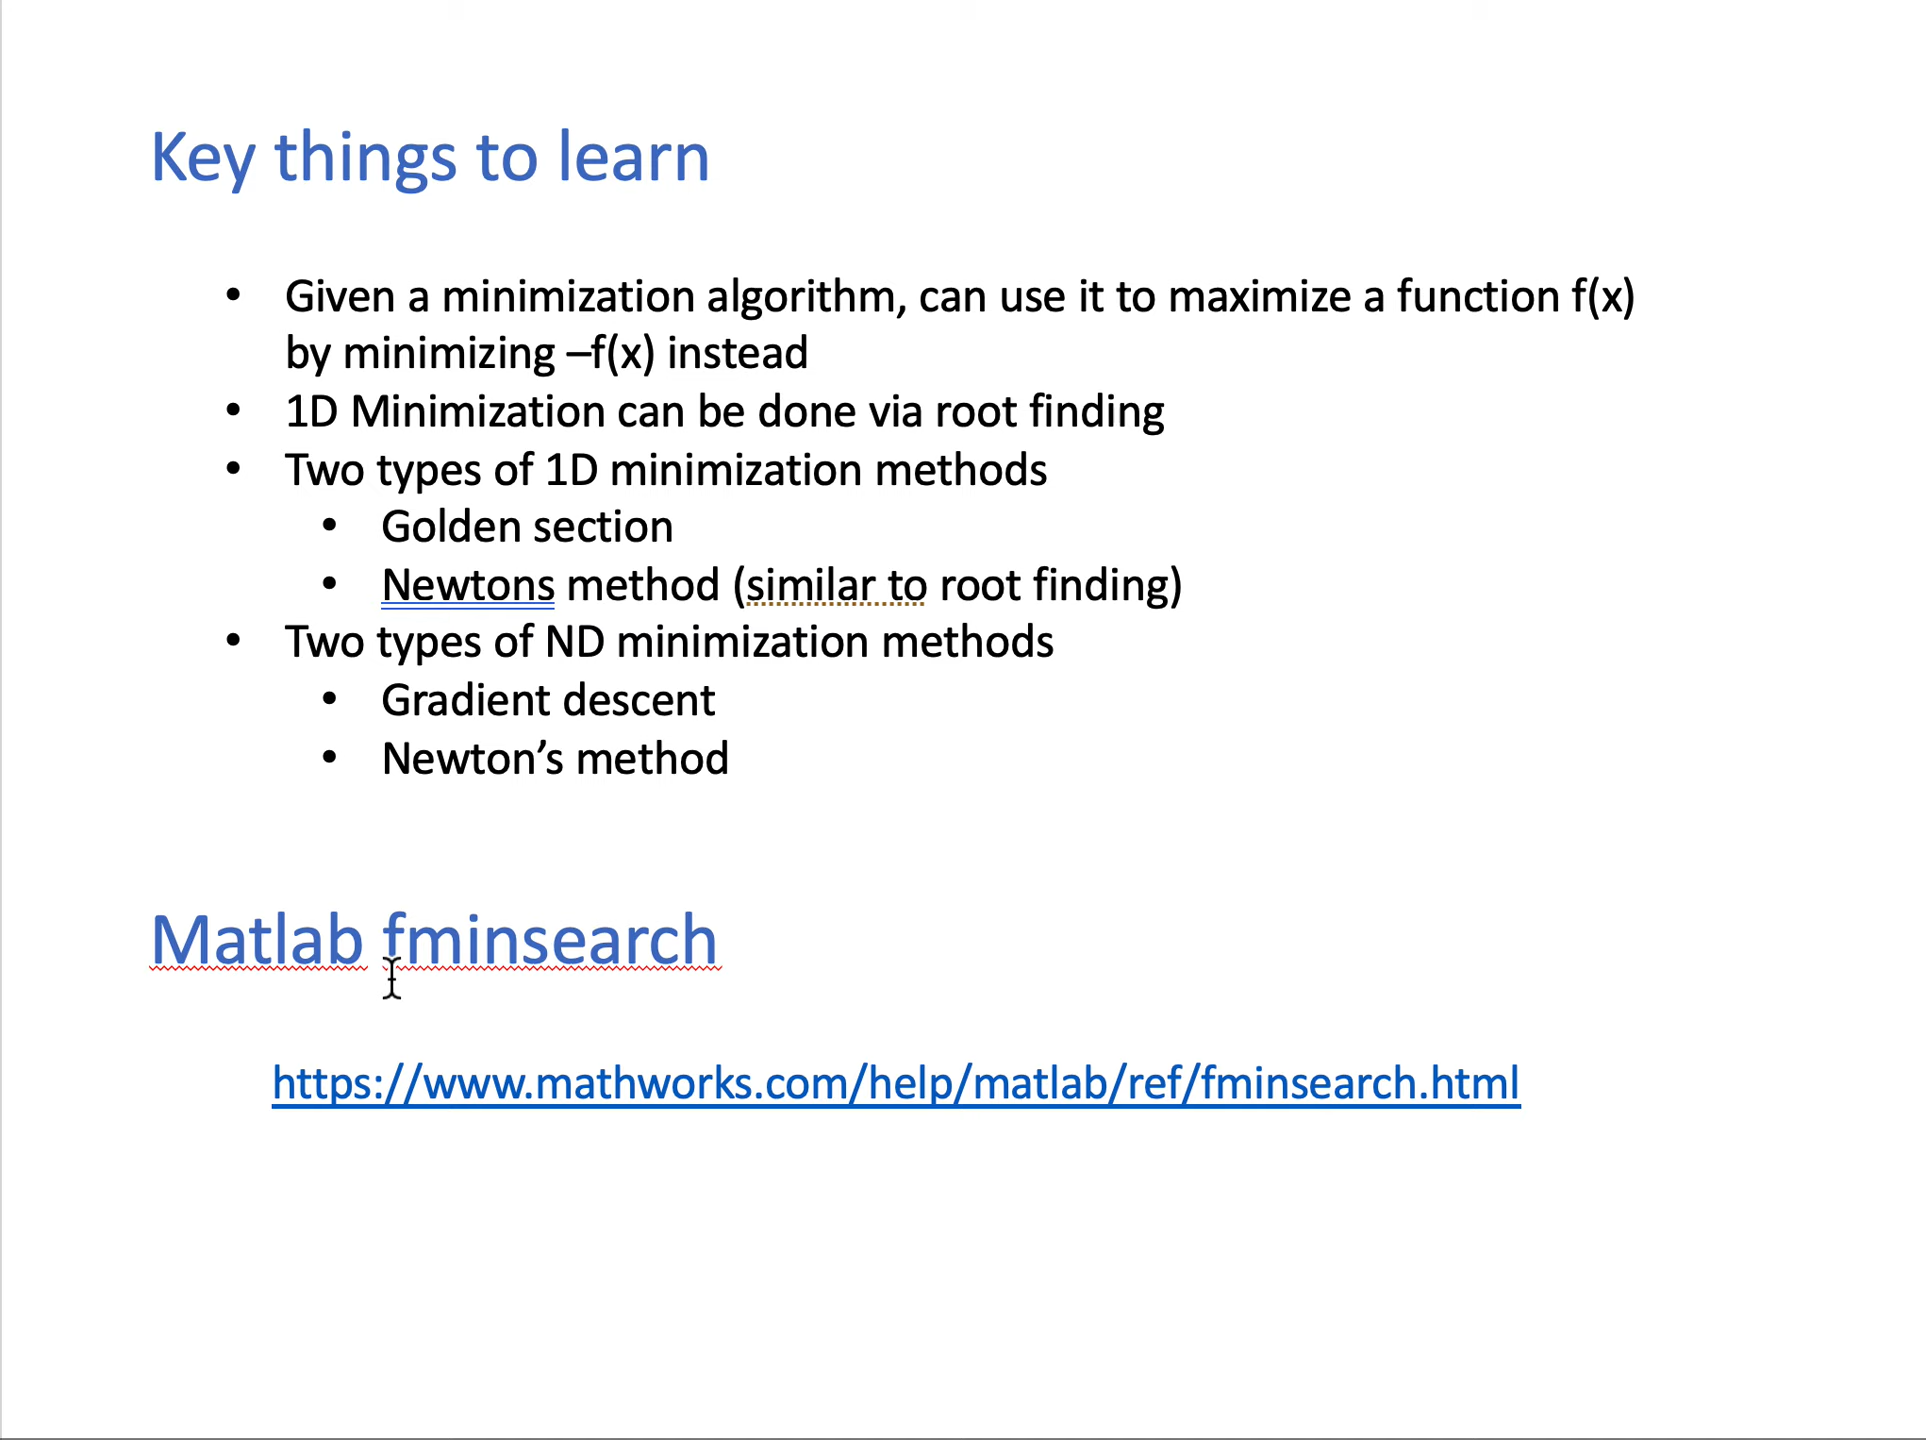 Key things to learn
• Given a minimization algorithm, can use it to maximize a function f(x)
by minimizing –f(x) instead
• 1D Minimization can be done via root finding
• Two types of 1D minimization methods
• Golden section
• Newtons method (similar to root finding)
• Two types of ND minimization methods
• Gradient descent
• Newton’s method
Matlab fminsearch
https://www.mathworks.com/help/matlab/ref/fminsearch.html